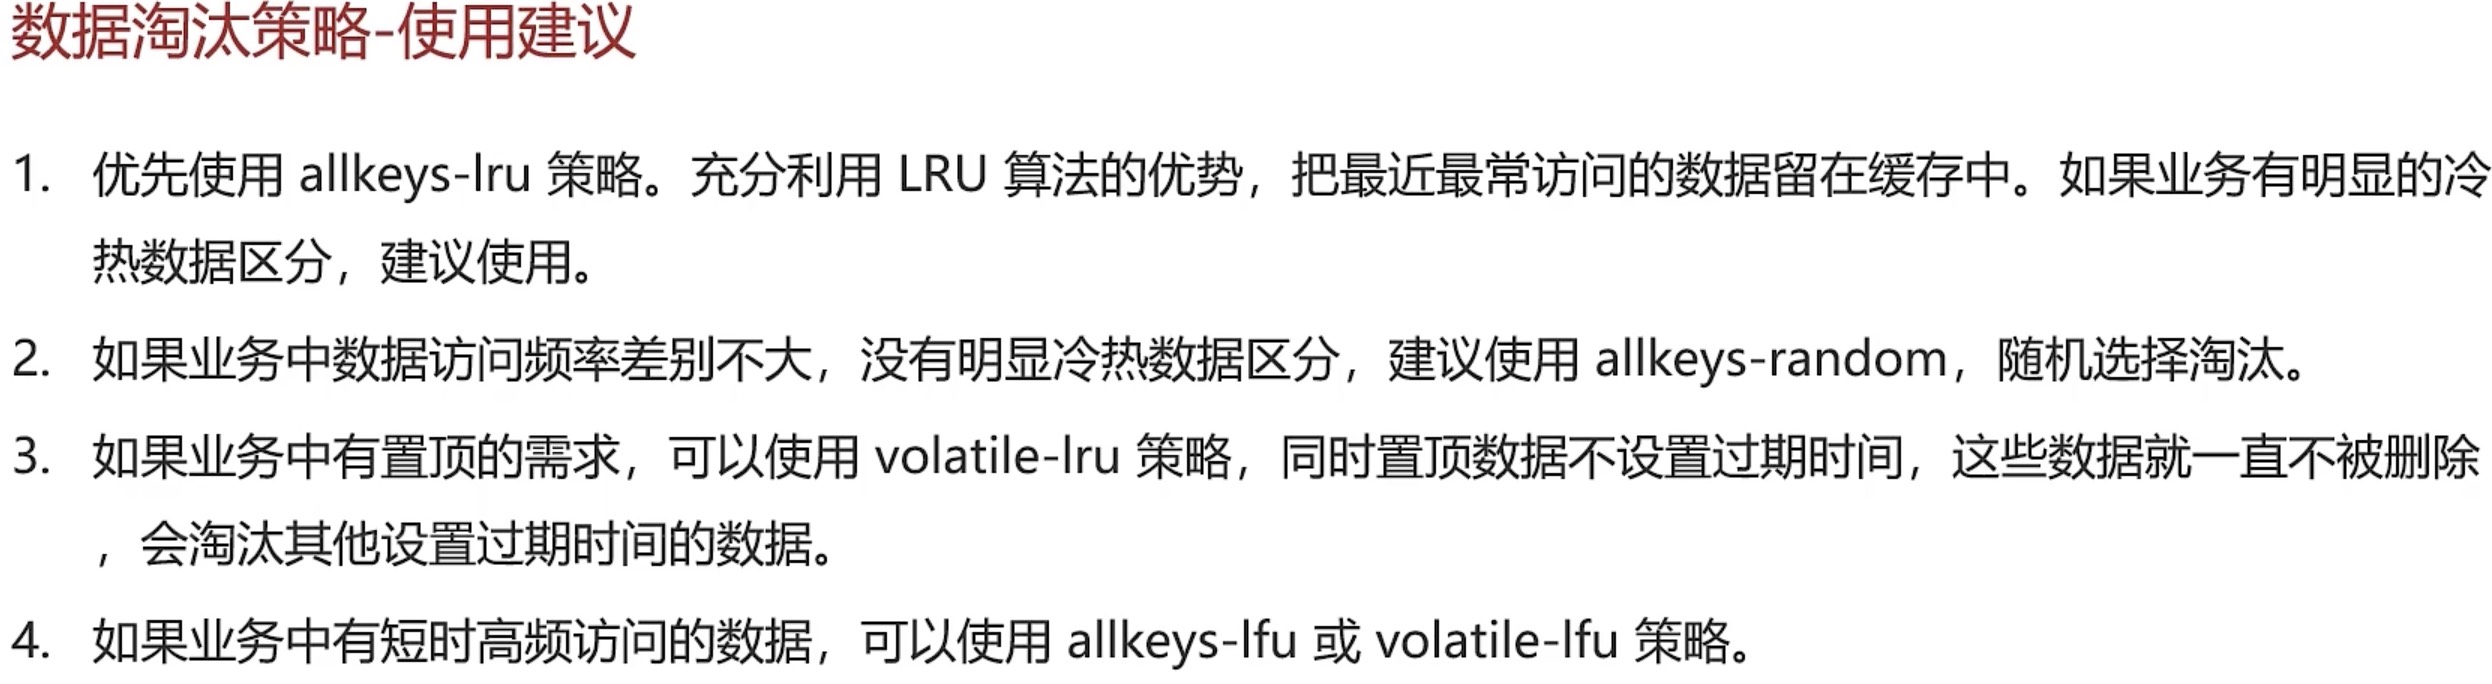 数据淘汰策略-使用建议
1. 优先使用 allkeys-lru 策略。充分利用 LRU 算法的优势，把最近最常访问的数据留在缓存中。如果业务有明显的冷
热数据区分，建议使用。
2. 如果业务中数据访问频率差别不大，没有明显冷热数据区分，建议使用 allkeys-random，随机选择淘汰。
3. 如果业务中有置顶的需求，可以使用 volatile-lru 策略，同时置顶数据不设置过期时间，这些数据就一直不被删除
，会淘汰其他设置过期时间的数据。
4. 如果业务中有短时高频访问的数据，可以使用 allkeys-lfu 或 volatile-lfu 策略。